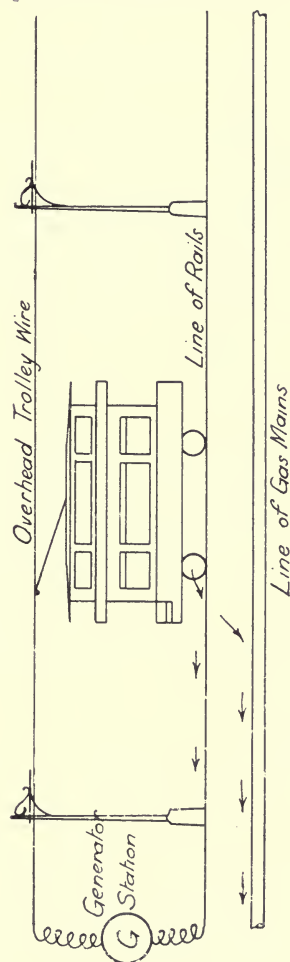 Overhead Trolley Wire
Generator
Station
G
Line of Rails
Line of Gas Mains